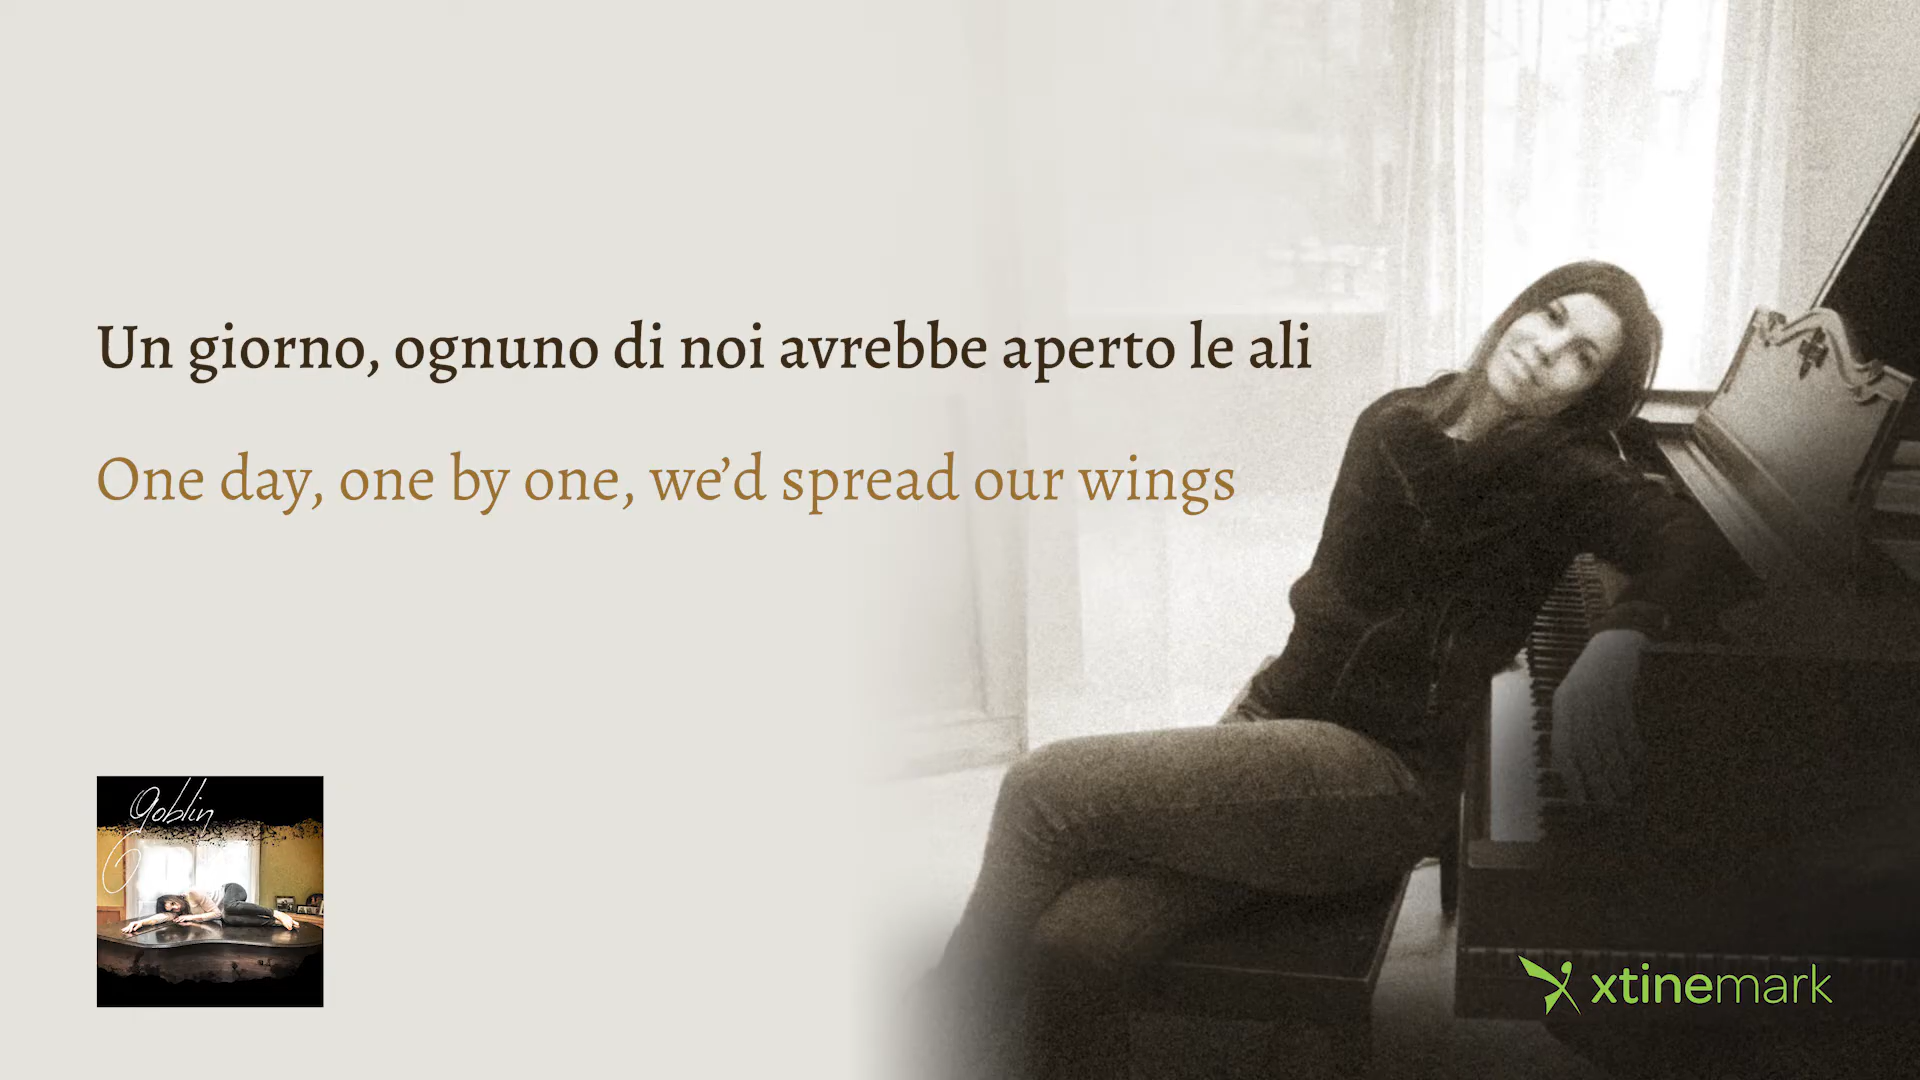 Un giorno, ognuno di noi avrebbe aperto le ali
One day, one by one, we’d spread our wings
Goblin
xtinemark